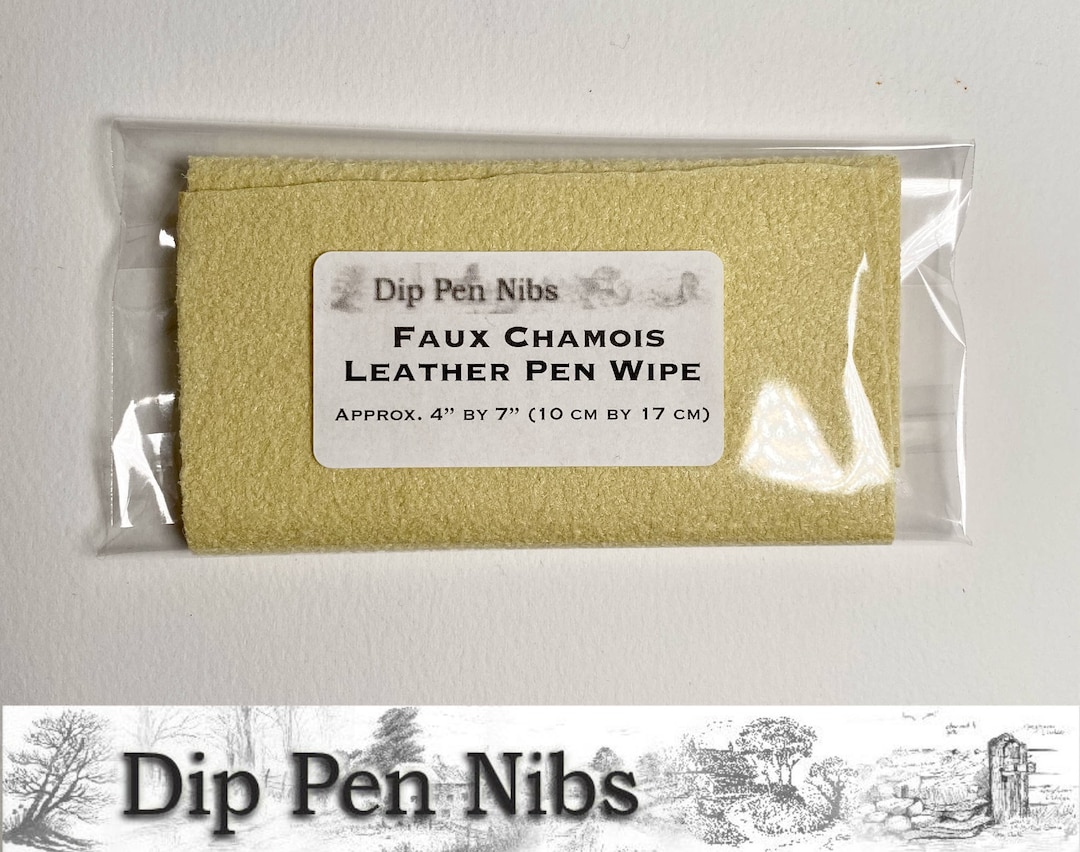 Dip Pen Nibs
FAUX CHAMOIS
LEATHER PEN WIPE
APPROX. 4” BY 7” (10 CM BY 17 CM)
Dip Pen Nibs